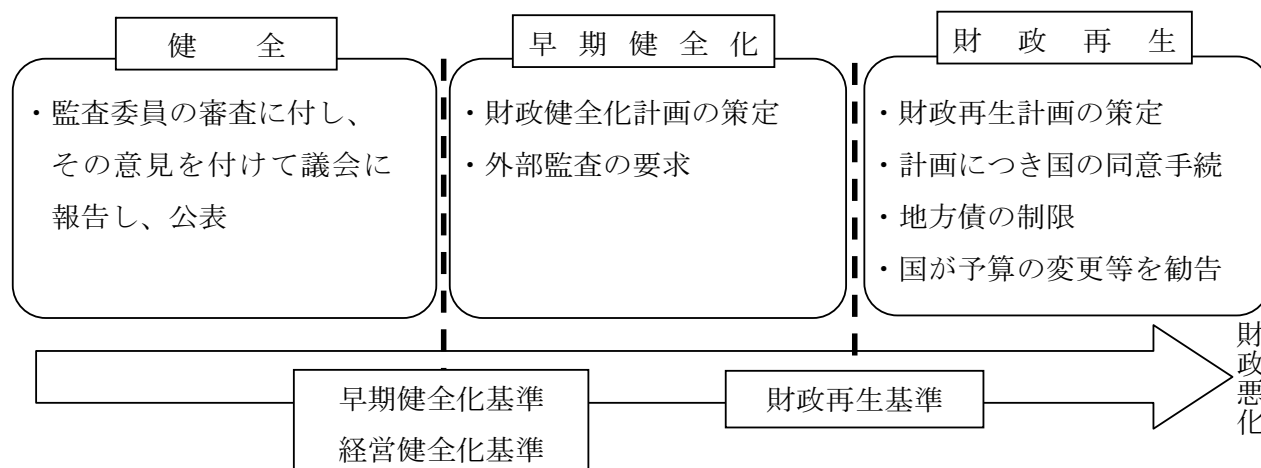 健全
・監査委員の審査に付し、
その意見を付けて議会に
報告し、公表
早期健全化
・財政健全化計画の策定
・外部監査の要求
財政再生
・財政再生計画の策定
・計画につき国の同意手続
・地方債の制限
・国が予算の変更等を勧告
早期健全化基準
経営健全化基準
財政再生基準
財政悪化